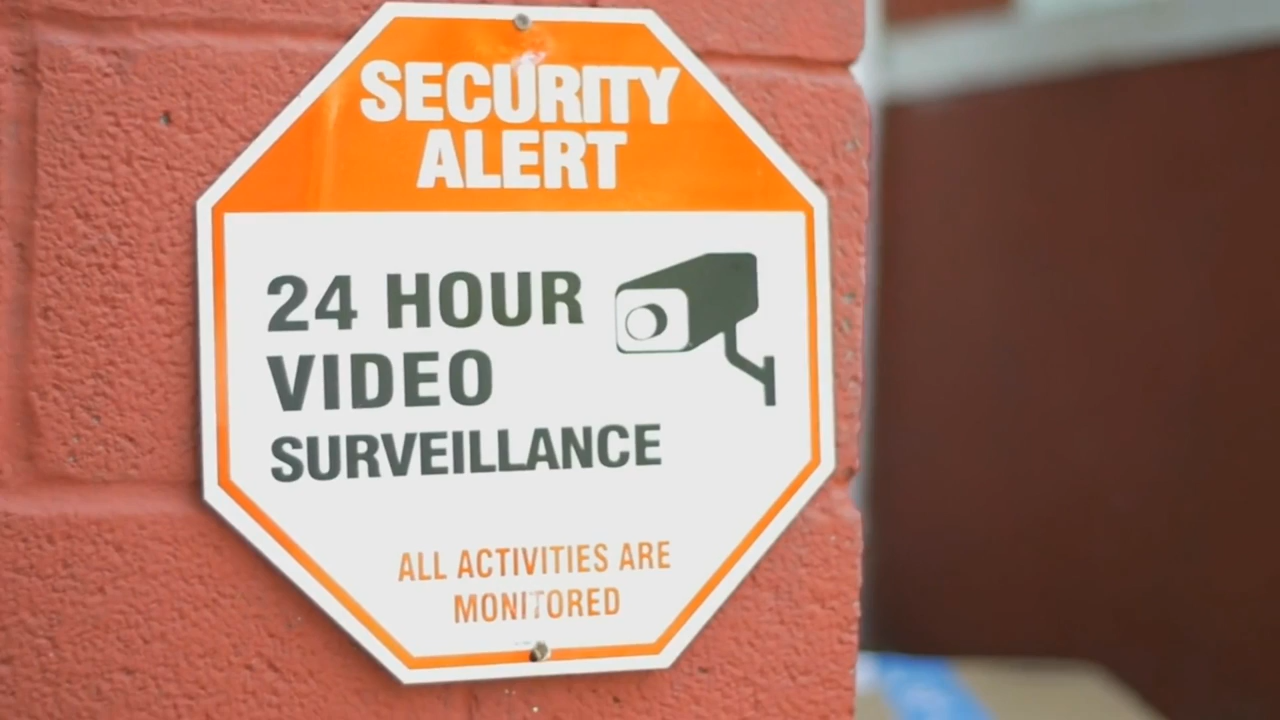 SECURITY
ALERT
24 HOUR
VIDEO
SURVEILLANCE
ALL ACTIVITIES ARE
MONITORED